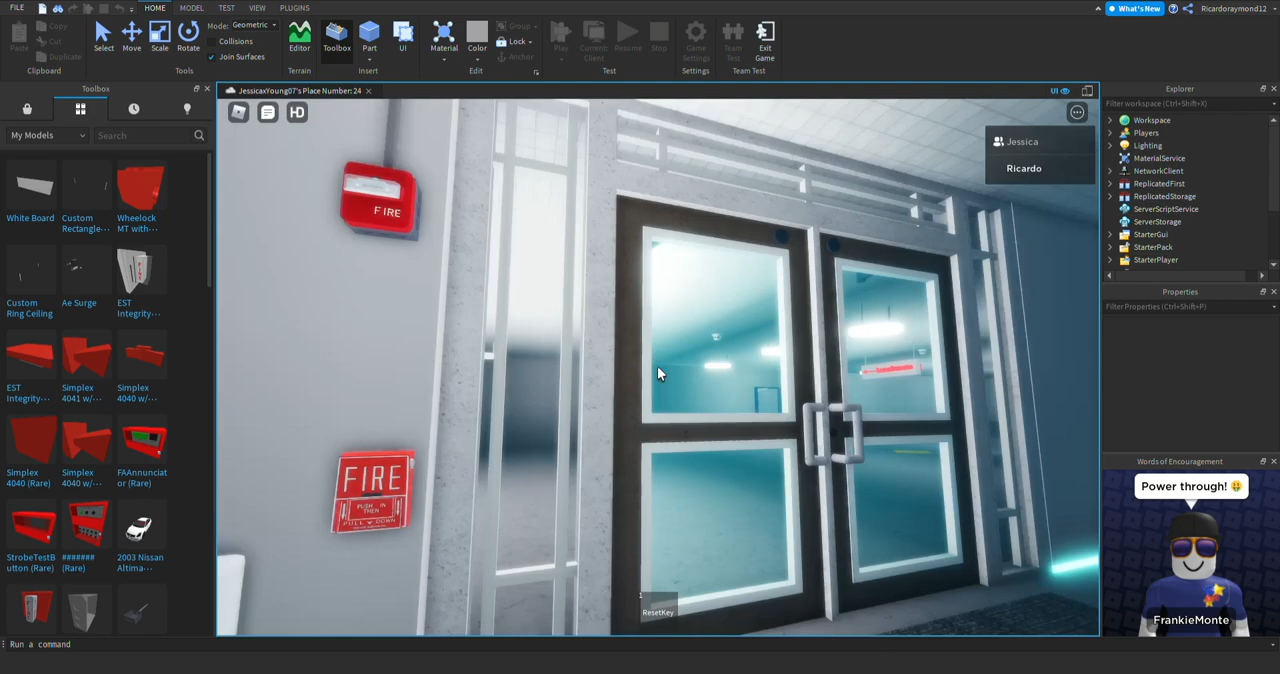 FILE
HOME
MODEL
TEST
VIEW
PLUGINS
What's New
Ricardoraymond12
Paste
Copy
Cut
Duplicate
Clipboard
Select
Move
Scale
Rotate
Mode: Geometric
Collisions
Join Surfaces
Tools
Editor
Terrain
Toolbox
Part
UI
Insert
Material
Color
Group
Lock
Anchor
Edit
Play
Current:
Client
Resume
Stop
Test
Game
Settings
Settings
Team
Test
Exit
Game
Team Test
Toolbox
My Models
Search
White Board
Custom
Rectangle···
Wheelock
MT with···
Custom
Ring Ceiling
Ae Surge
EST
Integrity···
EST
Integrity···
Simplex
4041 w/···
Simplex
4040 w/···
Simplex
4040 (Rare)
Simplex
4040 w/···
FAAnnunciat
or (Rare)
StrobeTestB
utton (Rare)
#######
(Rare)
2003 Nissan
Altima···
JessicaxYoung07's Place Number: 24
UI
HD
Jessica
Ricardo
FIRE
FIRE
PUSH IN
THEN
PULL DOWN
1
ResetKey
Explorer
Filter workspace (Ctrl+Shift+X)
Workspace
Players
Lighting
MaterialService
NetworkClient
ReplicatedFirst
ReplicatedStorage
ServerScriptService
ServerStorage
StarterGui
StarterPack
StarterPlayer
Properties
Filter Properties (Ctrl+Shift+P)
Words of Encouragement
Power through! 😃
FrankieMonte
Run a command